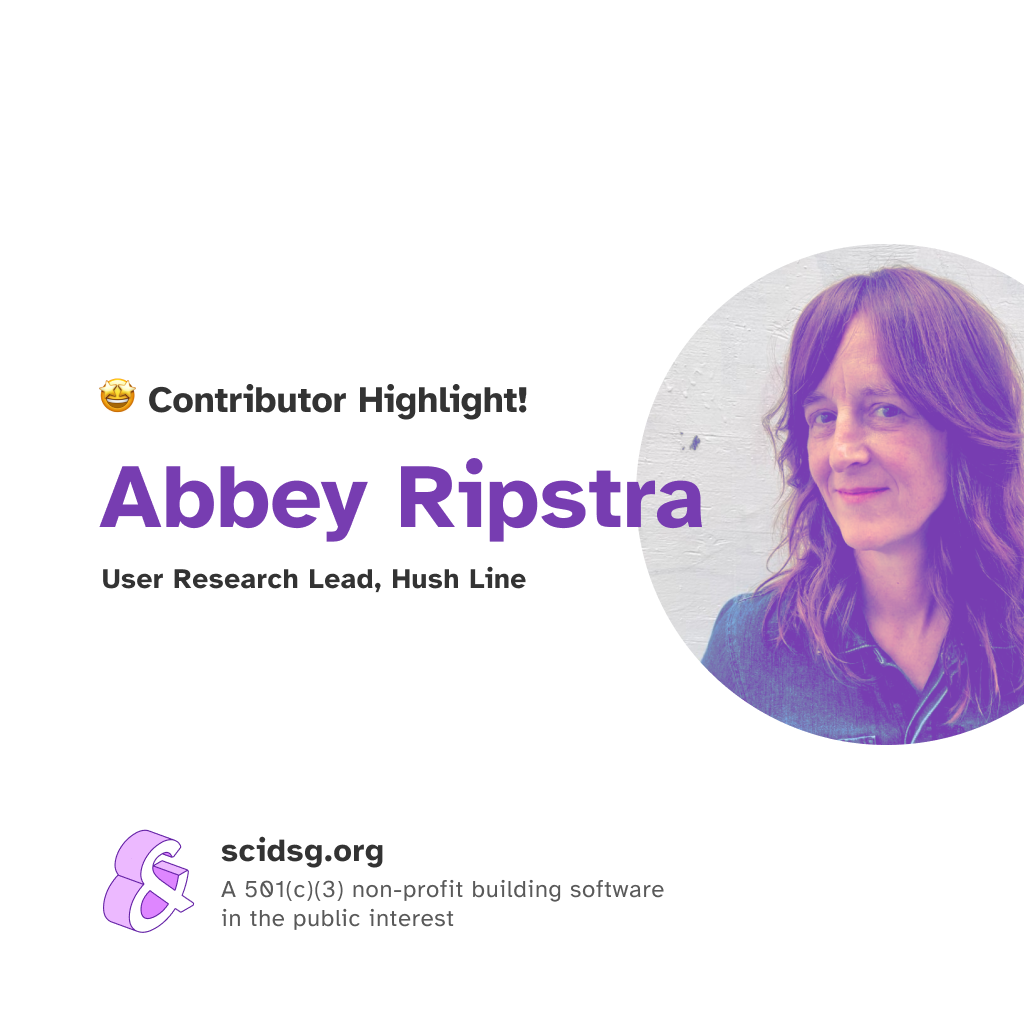 🤩 Contributor Highlight!
Abbey Ripstra
User Research Lead, Hush Line
&
scidsg.org
A 501(c)(3) non-profit building software
in the public interest